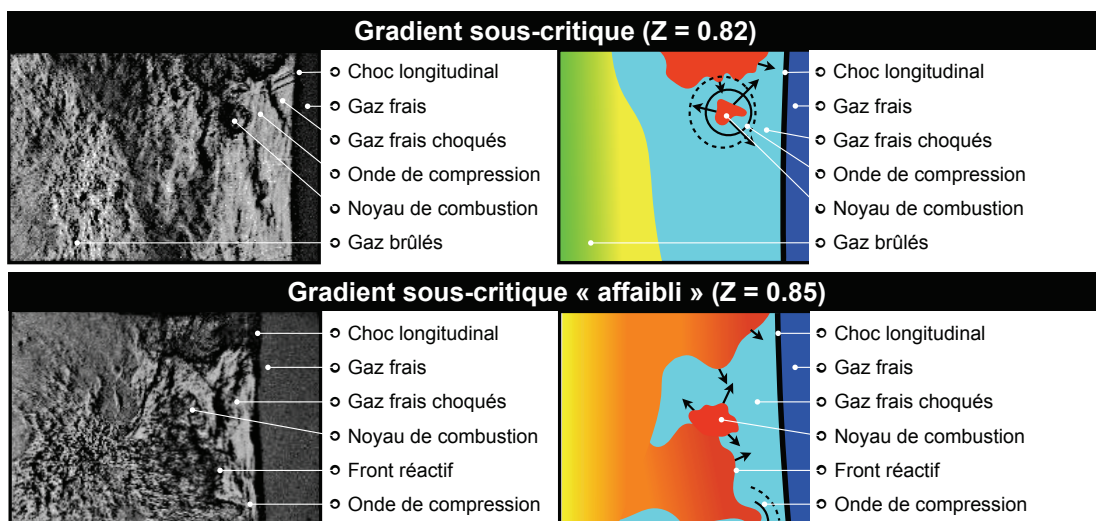 Gradient sous-critique (Z = 0.82)
Choc longitudinal
Gaz frais
Gaz frais choqués
Onde de compression
Noyau de combustion
Gaz brûlés
Choc longitudinal
Gaz frais
Gaz frais choqués
Onde de compression
Noyau de combustion
Gaz brûlés
Gradient sous-critique « affaibli » (Z = 0.85)
Choc longitudinal
Gaz frais
Gaz frais choqués
Noyau de combustion
Front réactif
Onde de compression
Choc longitudinal
Gaz frais
Gaz frais choqués
Noyau de combustion
Front réactif
Onde de compression